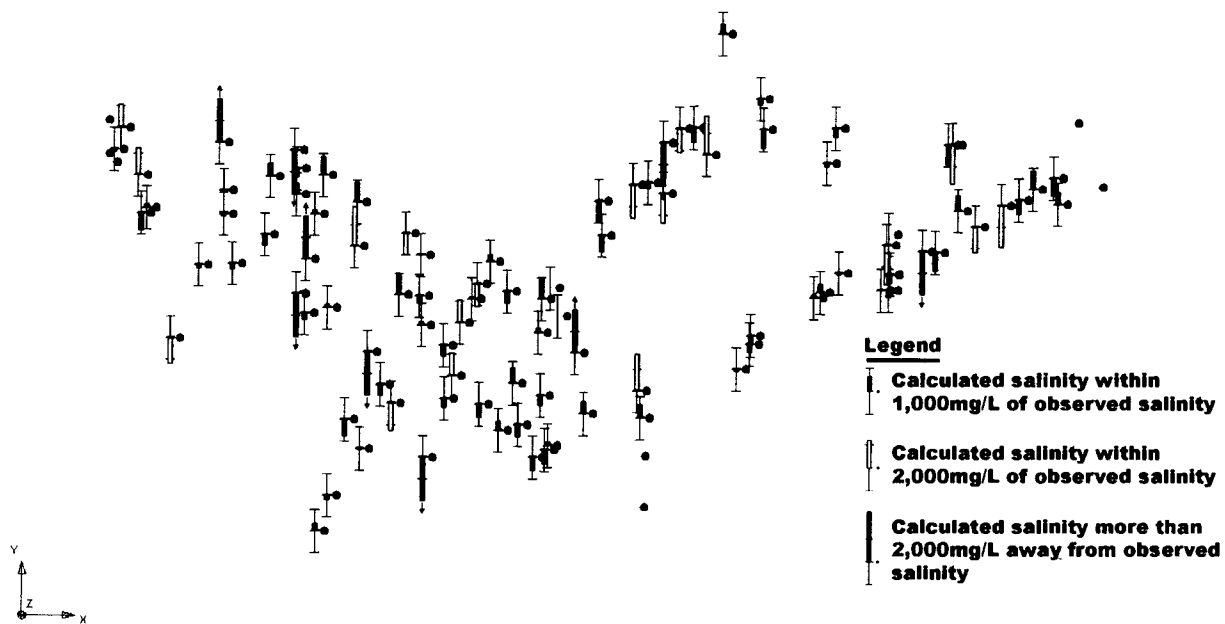 Legend
Calculated salinity within
1,000mg/L of observed salinity
Calculated salinity within
2,000mg/L of observed salinity
Calculated salinity more than
2,000mg/L away from observed
salinity
Y
Z
X